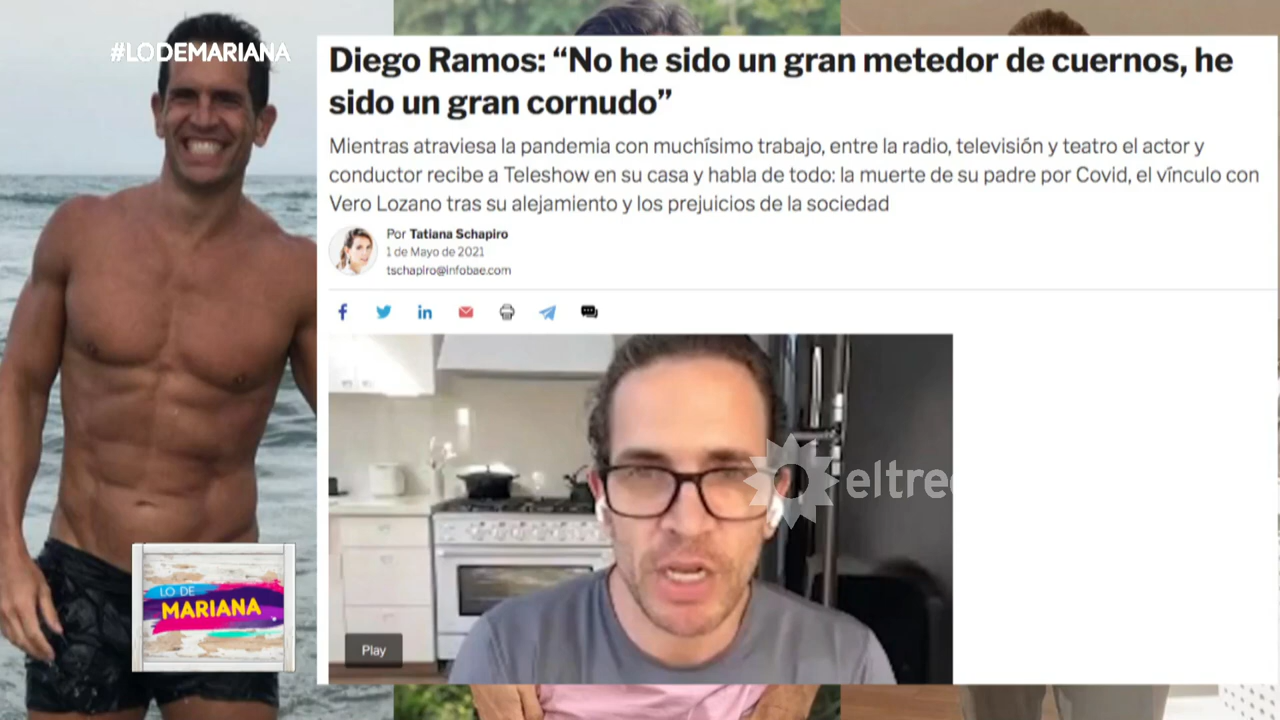 #LODEMARIANA
Diego Ramos: “No he sido un gran metedor de cuernos, he
sido un gran cornudo”
Mientras atraviesa la pandemia con muchísimo trabajo, entre la radio, televisión y teatro el actor y
conductor recibe a Teleshow en su casa y habla de todo: la muerte de su padre por Covid, el vínculo con
Vero Lozano tras su alejamiento y los prejuicios de la sociedad
Por Tatiana Schapiro
1 de Mayo de 2021
tschapiro@infobae.com
eltre
LO DE
MARIANA
Play